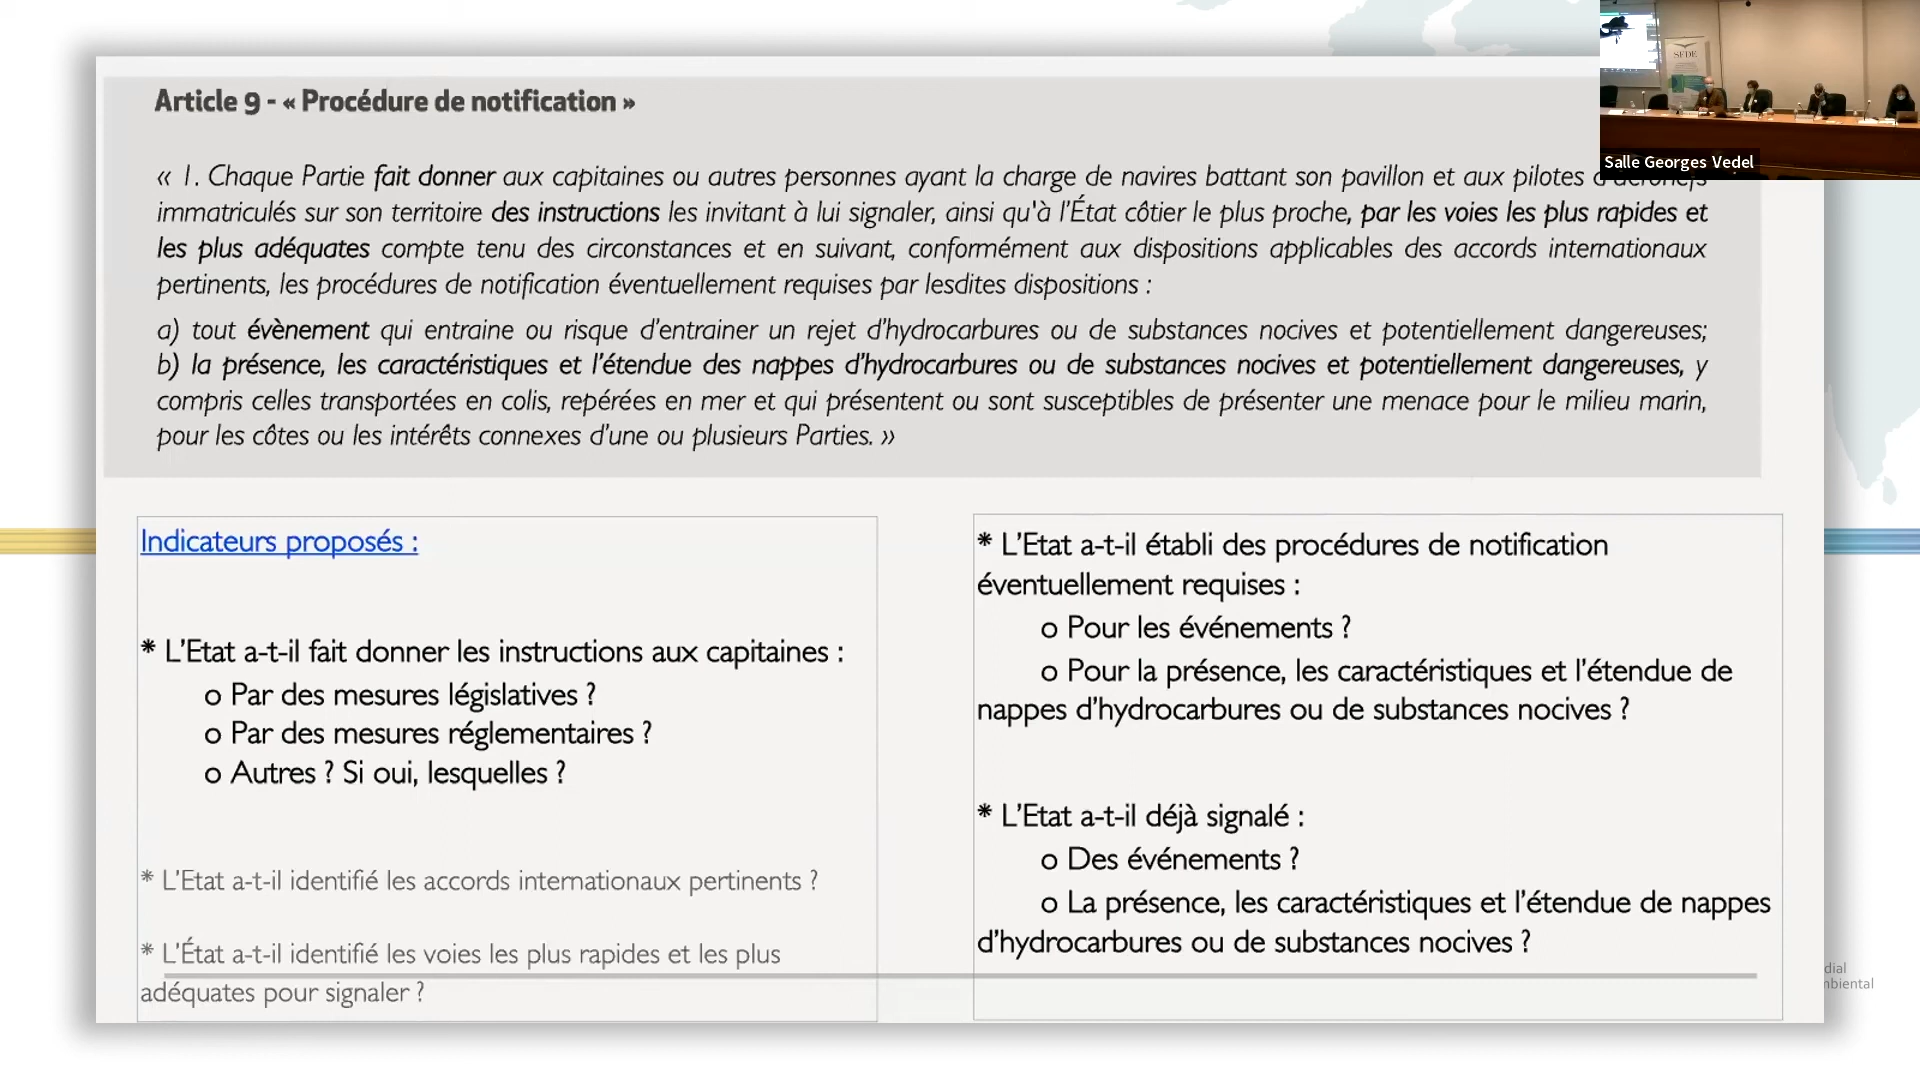 Article 9 - « Procédure de notification »
SFDE
Salle Georges Vedel
« 1. Chaque Partie fait donner aux capitaines ou autres personnes ayant la charge de navires battant son pavillon et aux pilotes d'aéronefs
immatriculés sur son territoire des instructions les invitant à lui signaler, ainsi qu'à l'État côtier le plus proche, par les voies les plus rapides et
les plus adéquates compte tenu des circonstances et en suivant, conformément aux dispositions applicables des accords internationaux
pertinents, les procédures de notification éventuellement requises par lesdites dispositions :
a) tout évènement qui entraine ou risque d'entrainer un rejet d'hydrocarbures ou de substances nocives et potentiellement dangereuses;
b) la présence, les caractéristiques et l'étendue des nappes d'hydrocarbures ou de substances nocives et potentiellement dangereuses, y
compris celles transportées en colis, repérées en mer et qui présentent ou sont susceptibles de présenter une menace pour le milieu marin,
pour les côtes ou les intérêts connexes d'une ou plusieurs Parties. »
Indicateurs proposés :
* L'Etat a-t-il fait donner les instructions aux capitaines :
o Par des mesures législatives ?
o Par des mesures réglementaires ?
o Autres ? Si oui, lesquelles ?
* L'Etat a-t-il identifié les accords internationaux pertinents ?
* L'État a-t-il identifié les voies les plus rapides et les plus
adéquates pour signaler ?
* L'Etat a-t-il établi des procédures de notification
éventuellement requises :
o Pour les événements ?
o Pour la présence, les caractéristiques et l'étendue de
nappes d'hydrocarbures ou de substances nocives ?
* L'Etat a-t-il déjà signalé :
o Des événements ?
o La présence, les caractéristiques et l'étendue de nappes
d'hydrocarbures ou de substances nocives ?